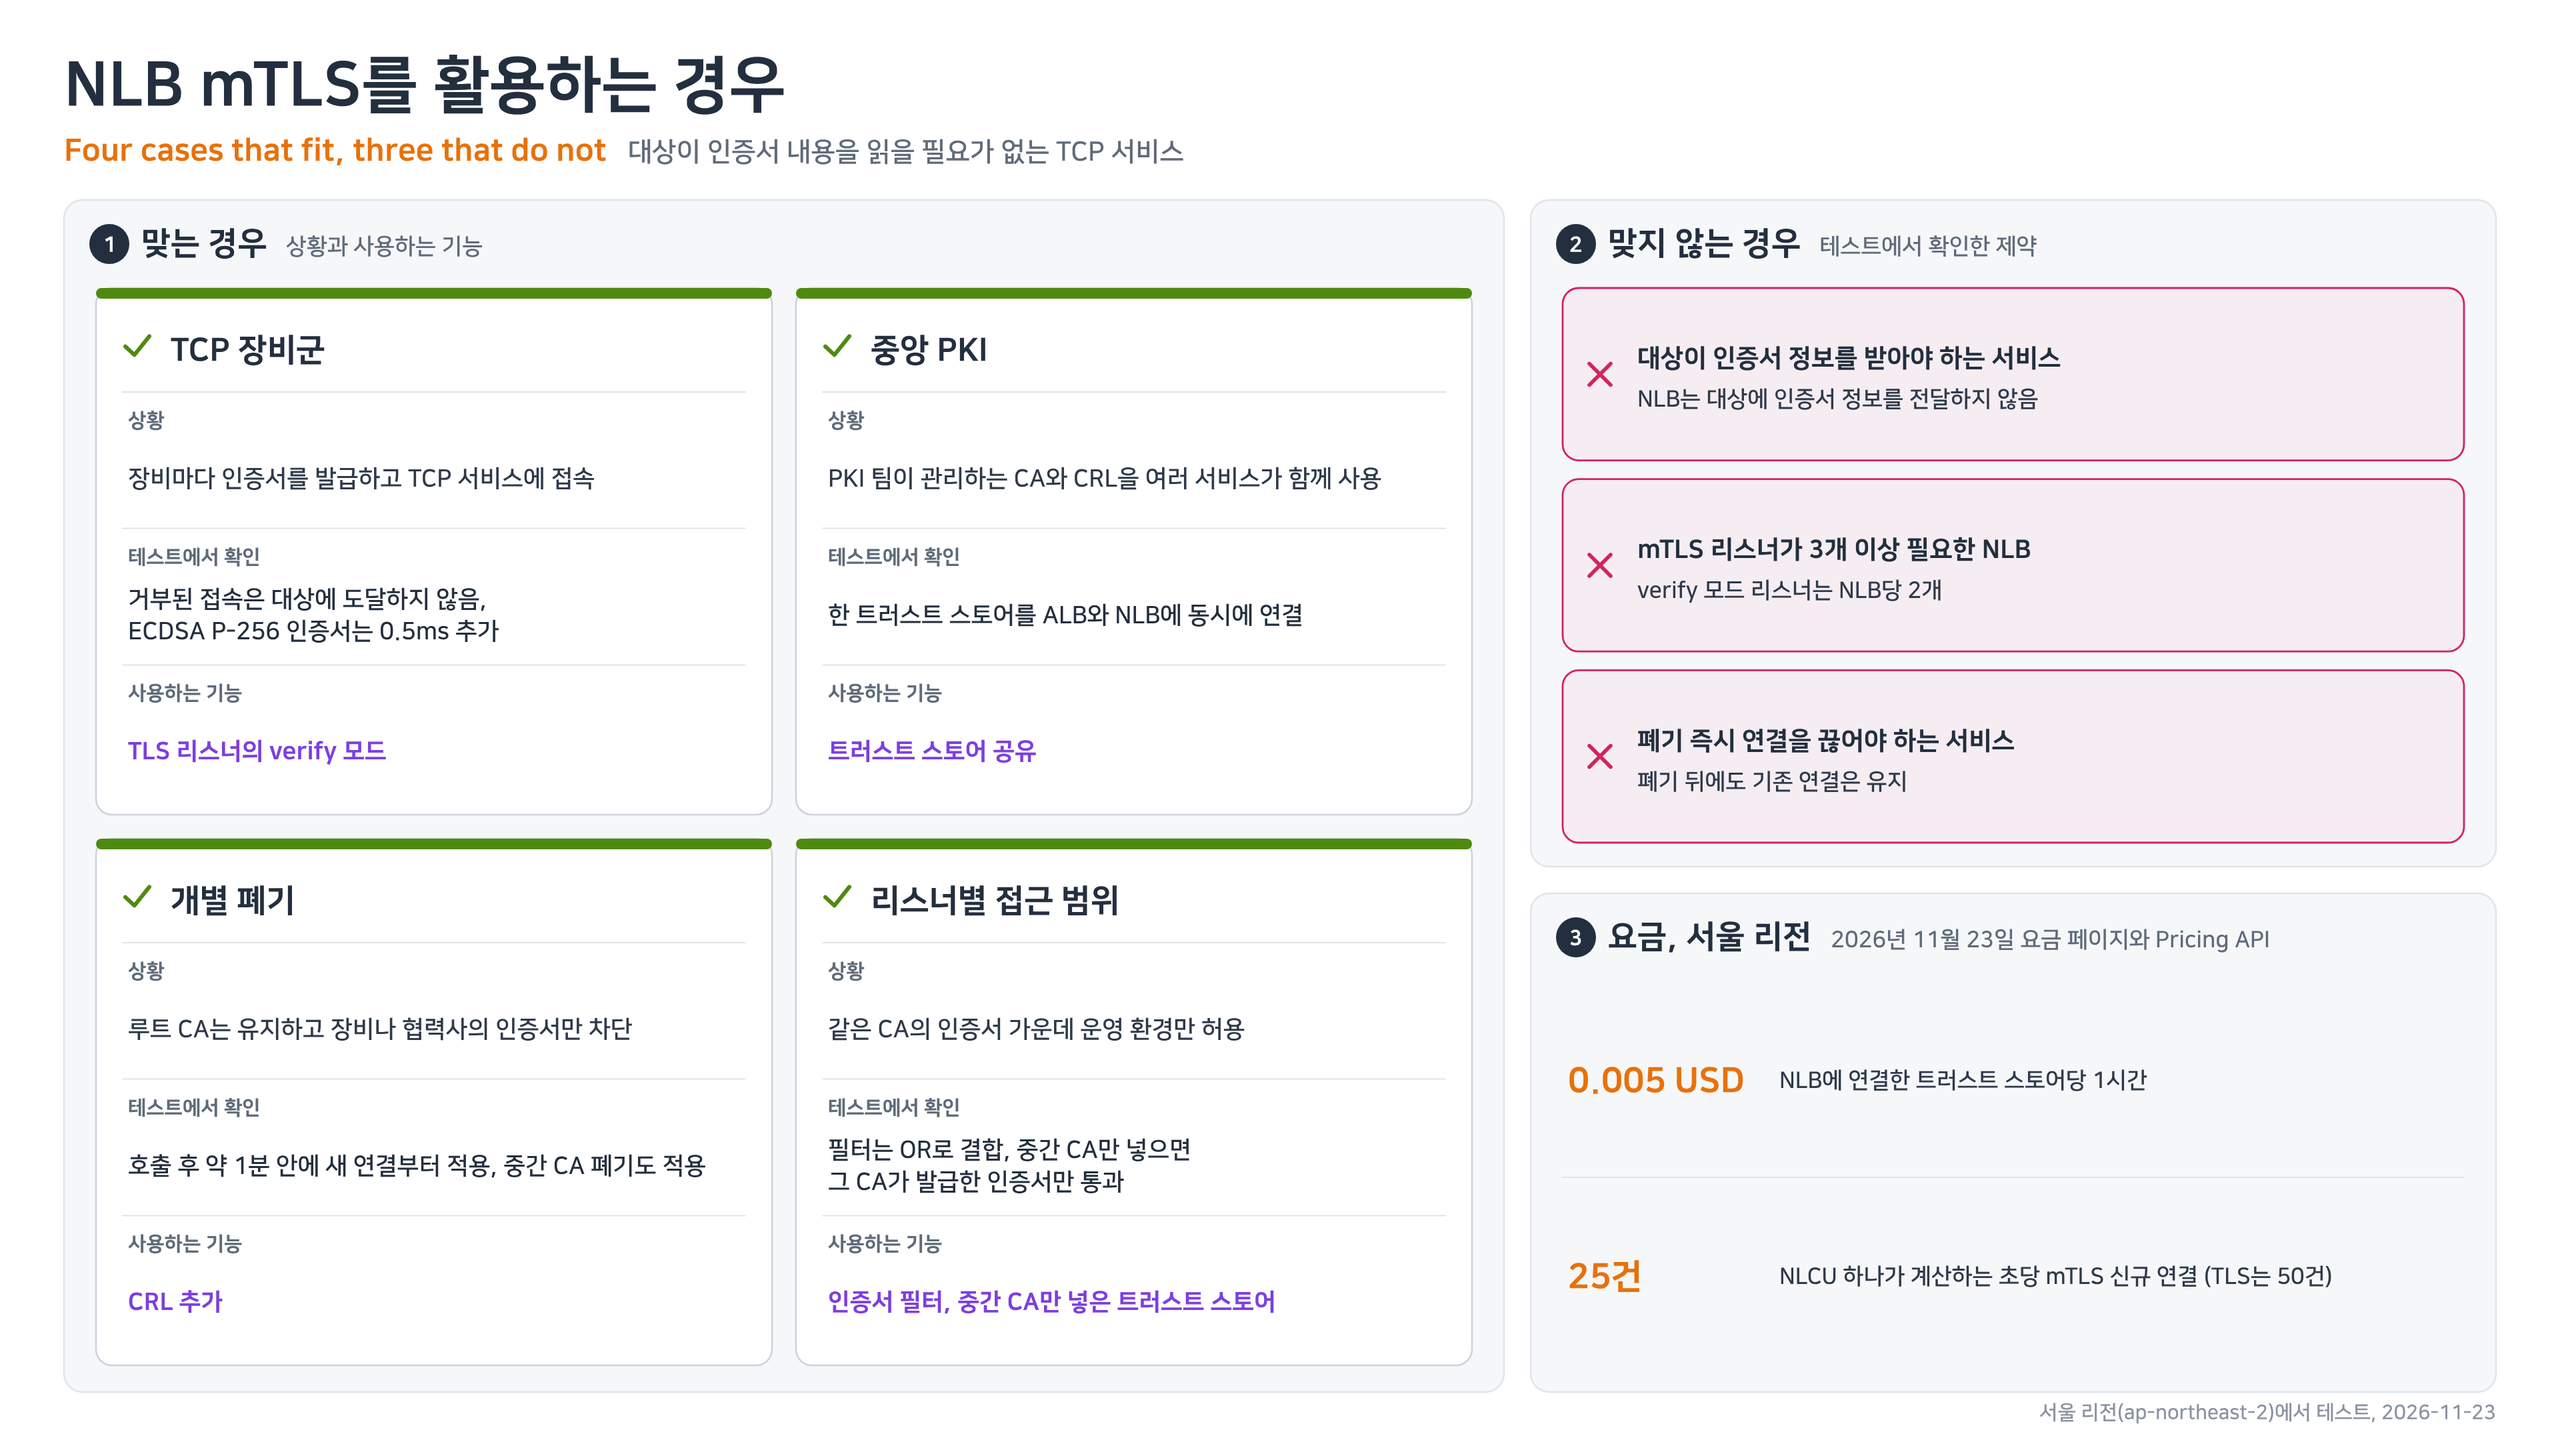 NLB mTLS를 활용하는 경우
Four cases that fit, three that do not 대상이 인증서 내용을 읽을 필요가 없는 TCP 서비스
1 맞는 경우 상황과 사용하는 기능
TCP 장비군
상황
장비마다 인증서를 발급하고 TCP 서비스에 접속
테스트에서 확인
거부된 접속은 대상에 도달하지 않음,
ECDSA P-256 인증서는 0.5ms 추가
사용하는 기능
TLS 리스너의 verify 모드
중앙 PKI
상황
PKI 팀이 관리하는 CA와 CRL을 여러 서비스가 함께 사용
테스트에서 확인
한 트러스트 스토어를 ALB와 NLB에 동시에 연결
사용하는 기능
트러스트 스토어 공유
개별 폐기
상황
루트 CA는 유지하고 장비나 협력사의 인증서만 차단
테스트에서 확인
호출 후 약 1분 안에 새 연결부터 적용, 중간 CA 폐기도 적용
사용하는 기능
CRL 추가
리스너별 접근 범위
상황
같은 CA의 인증서 가운데 운영 환경만 허용
테스트에서 확인
필터는 OR로 결합, 중간 CA만 넣으면
그 CA가 발급한 인증서만 통과
사용하는 기능
인증서 필터, 중간 CA만 넣은 트러스트 스토어
2 맞지 않는 경우 테스트에서 확인한 제약
대상이 인증서 정보를 받아야 하는 서비스
NLB는 대상에 인증서 정보를 전달하지 않음
mTLS 리스너가 3개 이상 필요한 NLB
verify 모드 리스너는 NLB당 2개
폐기 즉시 연결을 끊어야 하는 서비스
폐기 뒤에도 기존 연결은 유지
3 요금, 서울 리전 2026년 11월 23일 요금 페이지와 Pricing API
0.005 USD NLB에 연결한 트러스트 스토어당 1시간
25건 NLCU 하나가 계산하는 초당 mTLS 신규 연결 (TLS는 50건)
서울 리전(ap-northeast-2)에서 테스트, 2026-11-23